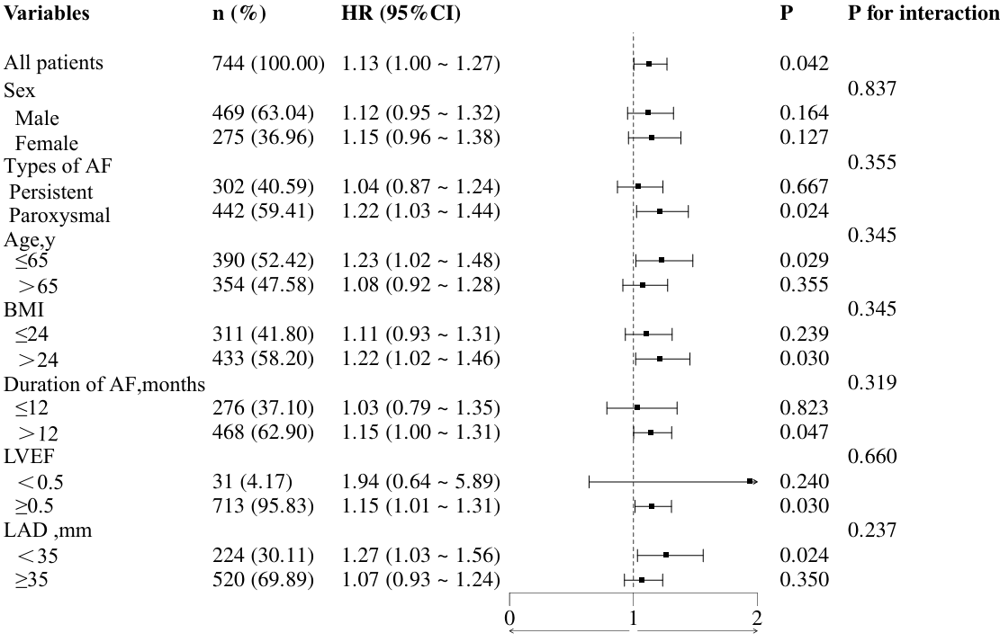 Variables n (%) HR (95%CI) P P for interaction
All patients 744 (100.00) 1.13 (1.00 ~ 1.27) 0.042
Sex 0.837
Male 469 (63.04) 1.12 (0.95 ~ 1.32) 0.164
Female 275 (36.96) 1.15 (0.96 ~ 1.38) 0.127
Types of AF 0.355
Persistent 302 (40.59) 1.04 (0.87 ~ 1.24) 0.667
Paroxysmal 442 (59.41) 1.22 (1.03 ~ 1.44) 0.024
Age,y 0.345
≤65 390 (52.42) 1.23 (1.02 ~ 1.48) 0.029
>65 354 (47.58) 1.08 (0.92 ~ 1.28) 0.355
BMI 0.345
≤24 311 (41.80) 1.11 (0.93 ~ 1.31) 0.239
>24 433 (58.20) 1.22 (1.02 ~ 1.46) 0.030
Duration of AF,months 0.319
≤12 276 (37.10) 1.03 (0.79 ~ 1.35) 0.823
>12 468 (62.90) 1.15 (1.00 ~ 1.31) 0.047
LVEF 0.660
<0.5 31 (4.17) 1.94 (0.64 ~ 5.89) 0.240
≥0.5 713 (95.83) 1.15 (1.01 ~ 1.31) 0.030
LAD ,mm 0.237
<35 224 (30.11) 1.27 (1.03 ~ 1.56) 0.024
≥35 520 (69.89) 1.07 (0.93 ~ 1.24) 0.350
0 1 2